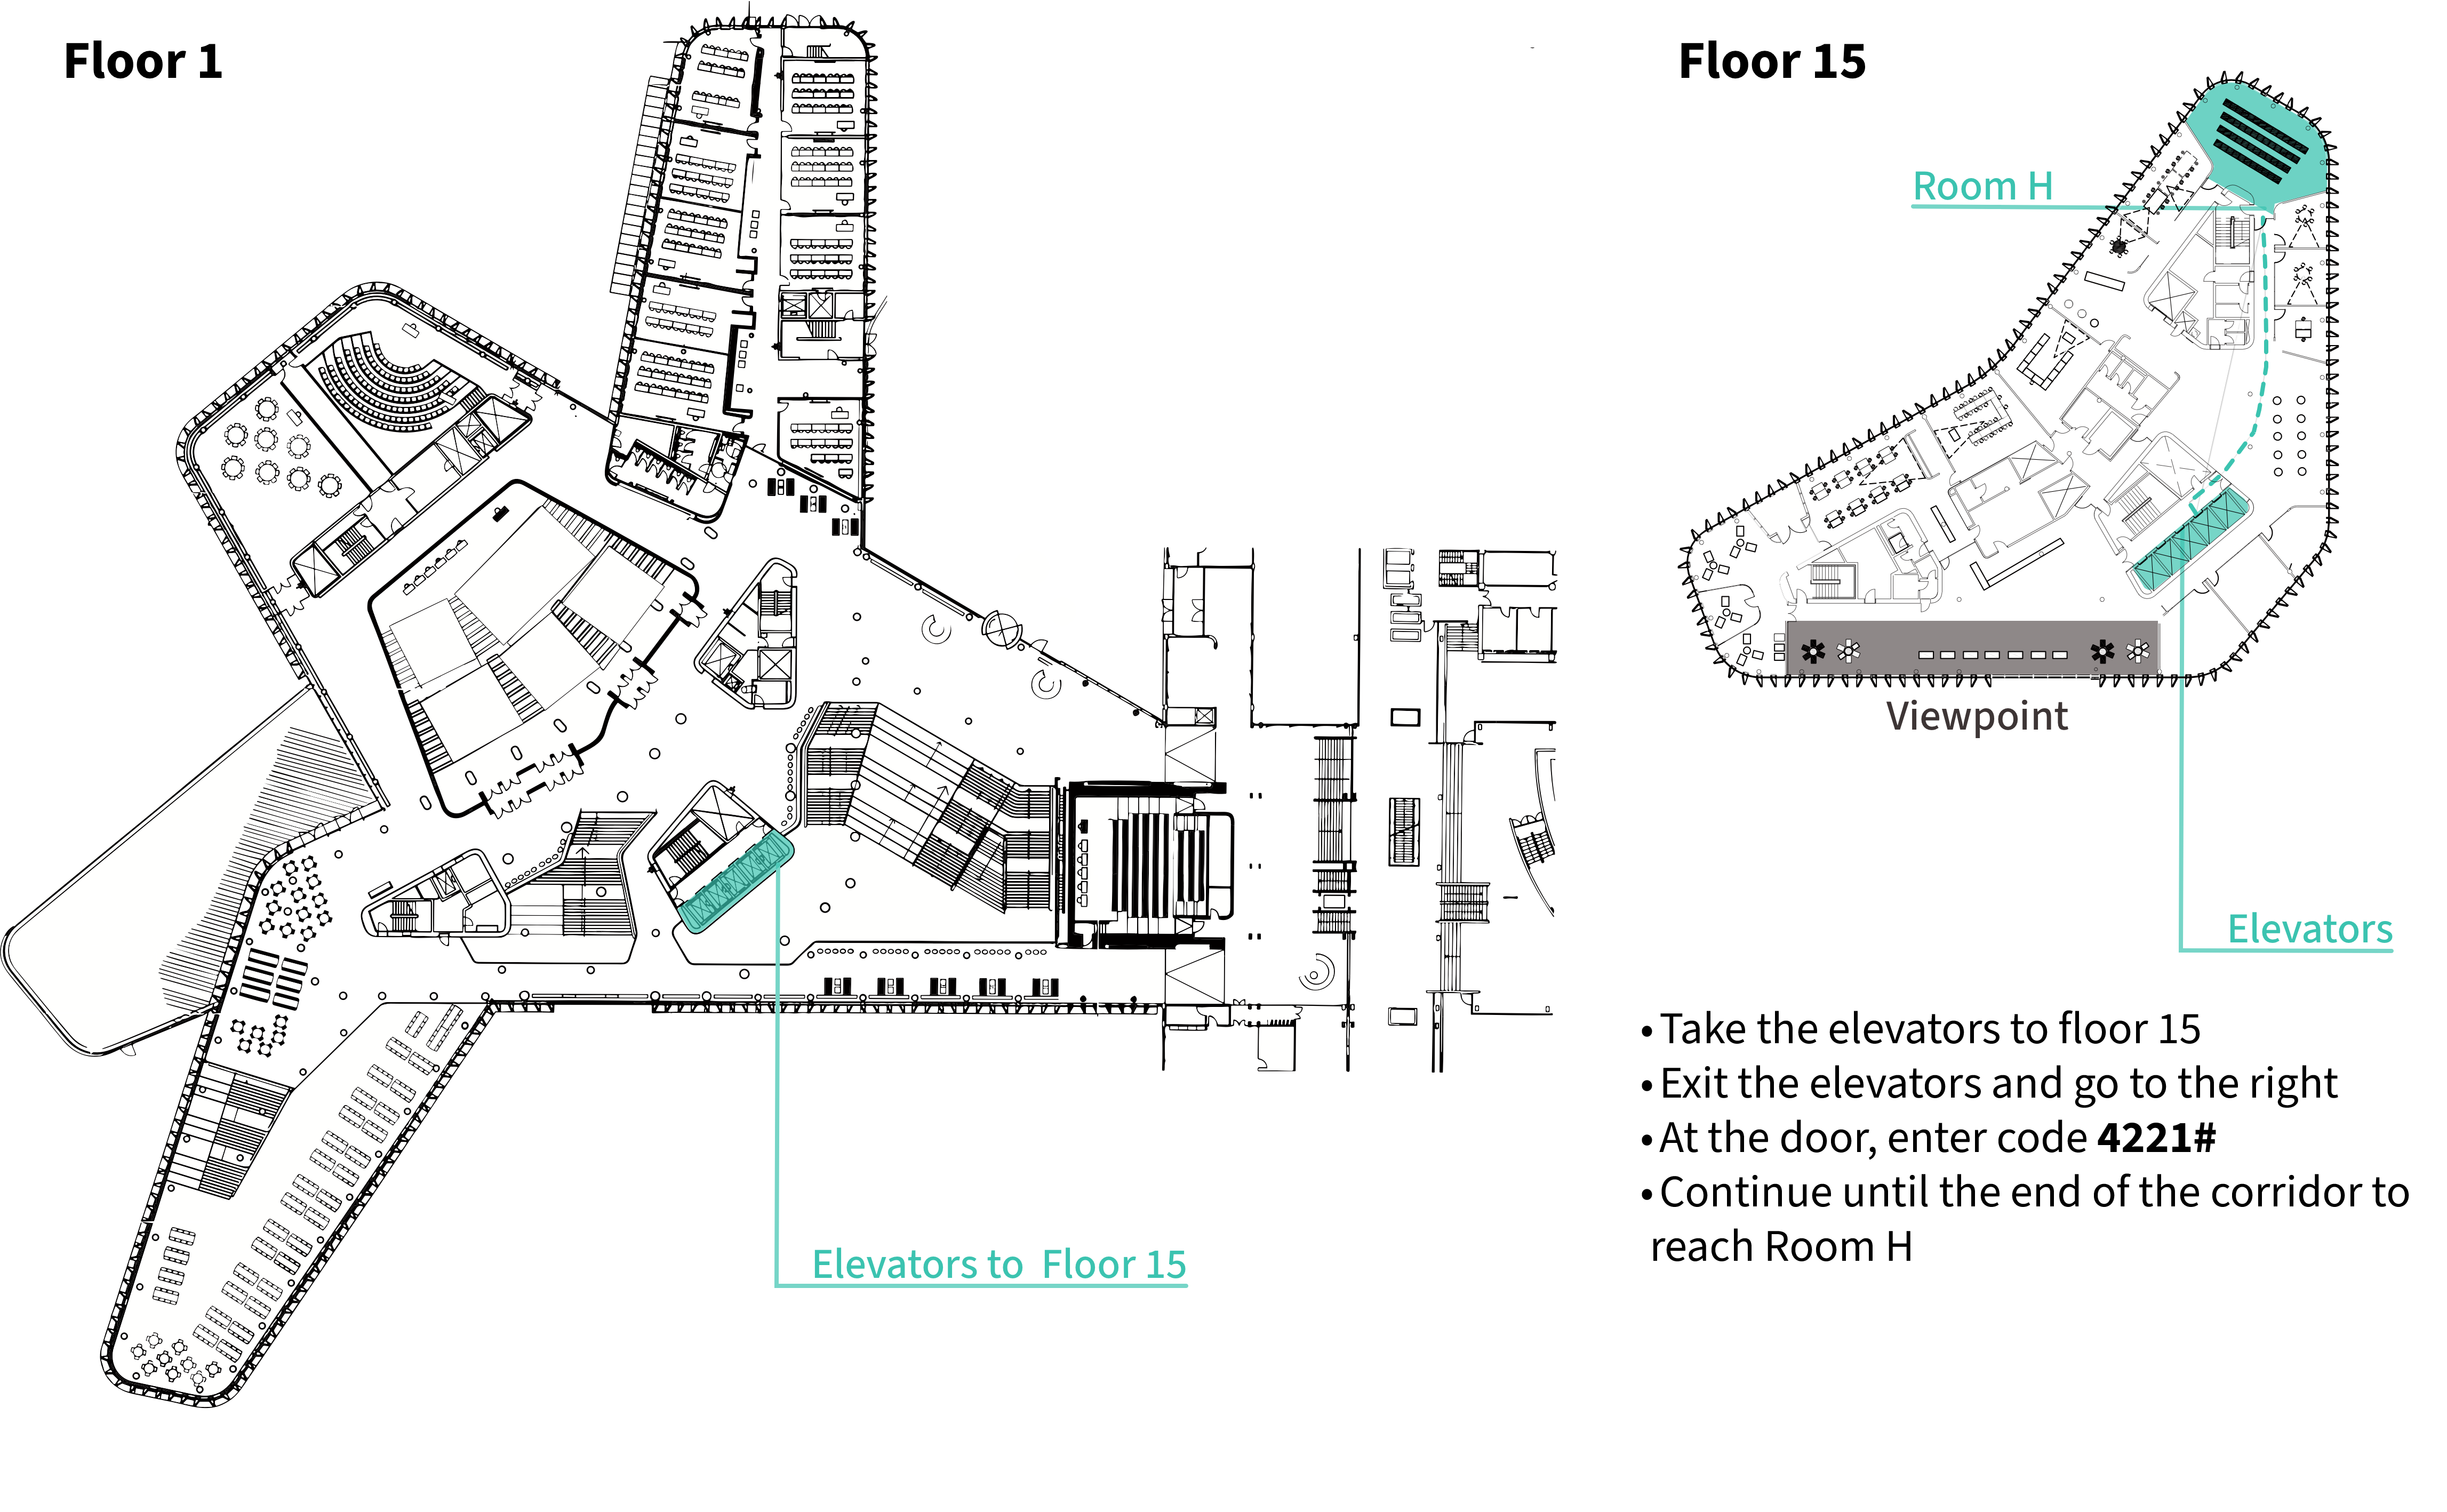 Floor 1
Floor 15
Room H
Viewpoint
Elevators
Elevators to Floor 15
• Take the elevators to floor 15
• Exit the elevators and go to the right
• At the door, enter code 4221#
• Continue until the end of the corridor to
reach Room H